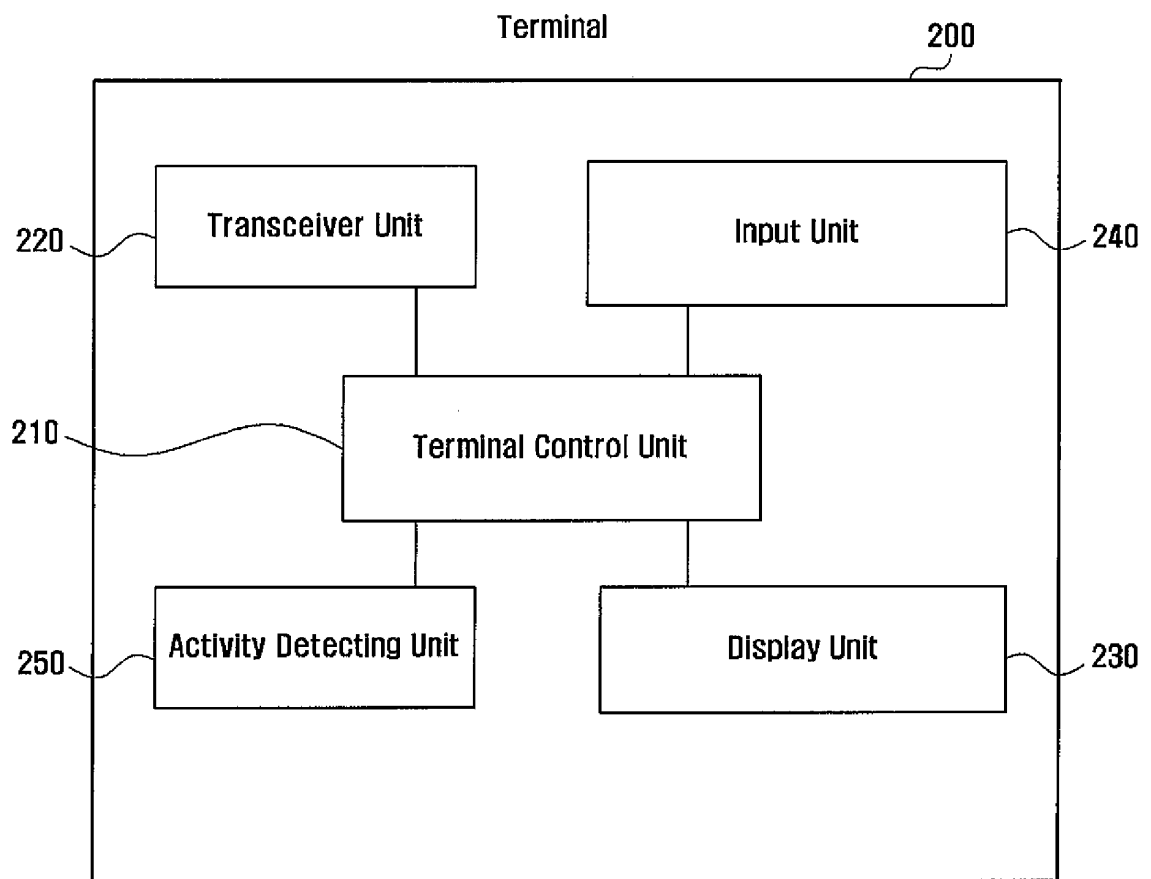 Terminal
200
Transceiver Unit
Input Unit
220
240
210
Terminal Control Unit
Activity Detecting Unit
Display Unit
250
230